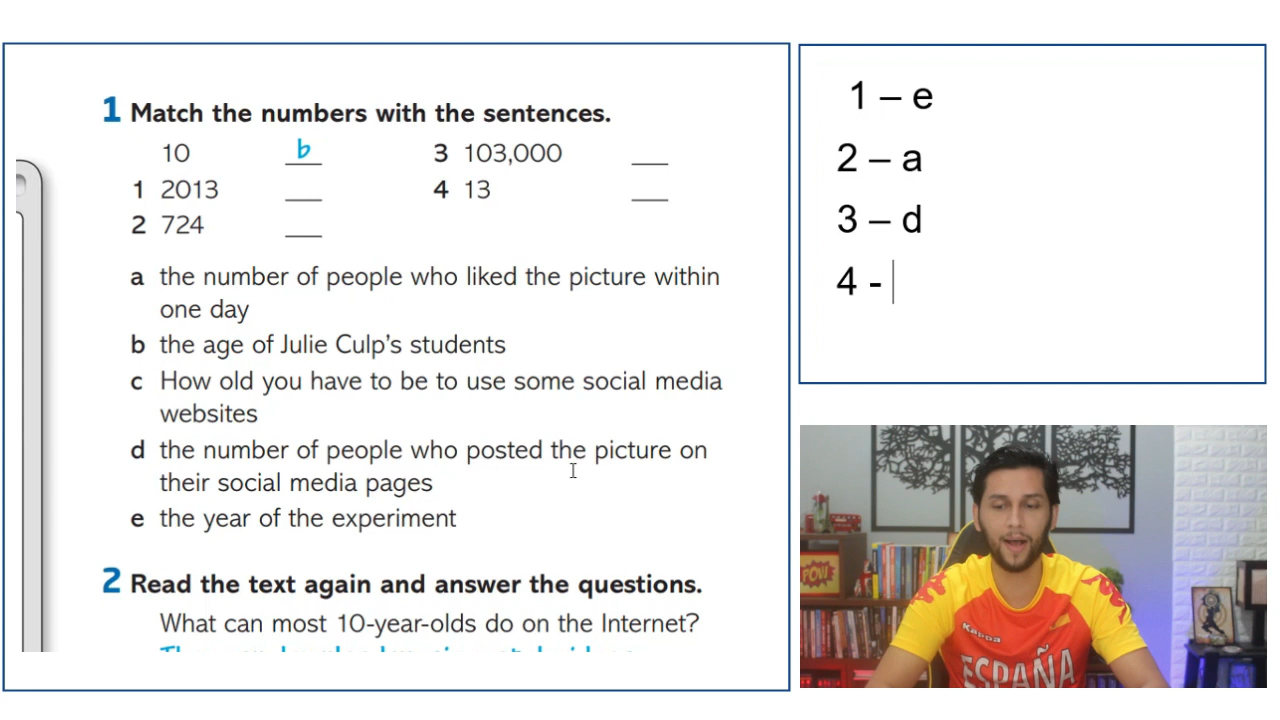 1 Match the numbers with the sentences.
10 b 3 103,000
1 2013 4 13
2 724
a the number of people who liked the picture within
one day
b the age of Julie Culp's students
c How old you have to be to use some social media
websites
d the number of people who posted the picture on
their social media pages
e the year of the experiment
2 Read the text again and answer the questions.
What can most 10-year-olds do on the Internet?
1 – e
2 – a
3 – d
4 -
POW!
Kappa
ESPAÑA